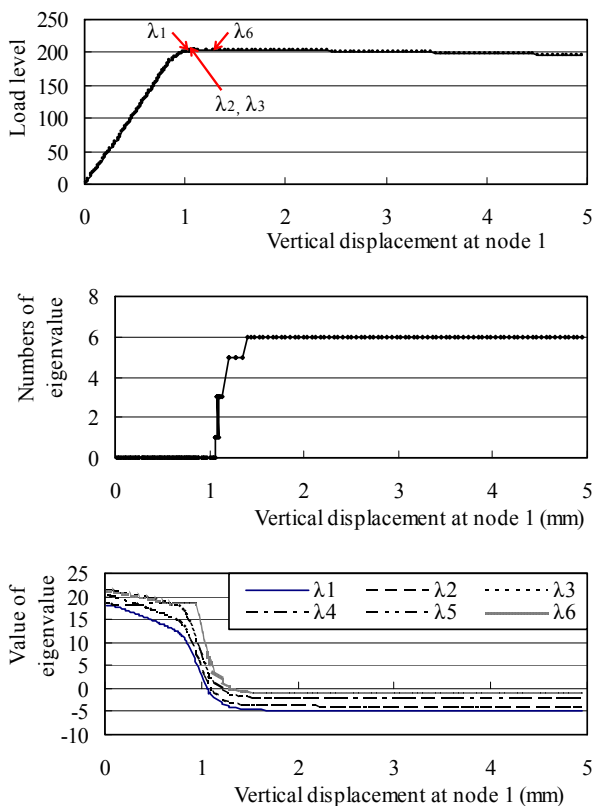 250
200
150
100
50
0
Load level
λ1
λ6
λ2, λ3
0 1 2 3 4 5
Vertical displacement at node 1
8
6
4
2
0
Numbers of
eigenvalue
0 1 2 3 4 5
Vertical displacement at node 1 (mm)
25
20
15
10
5
0
-5
-10
Value of
eigenvalue
λ1 λ2 λ3
λ4 λ5 λ6
0 1 2 3 4 5
Vertical displacement at node 1 (mm)